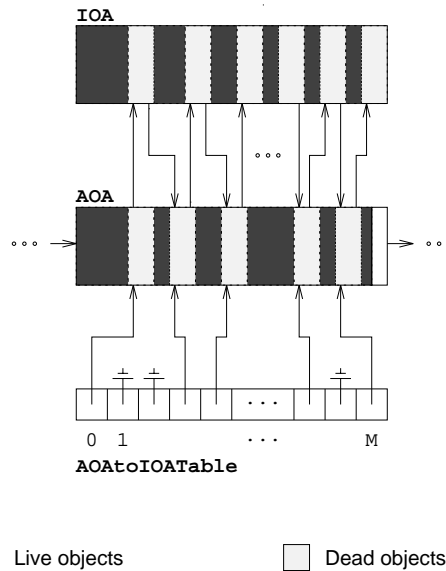 IOA
...
AOA
...
...
...
0 1 ... M
AOAtoIOATable
Live objects
Dead objects